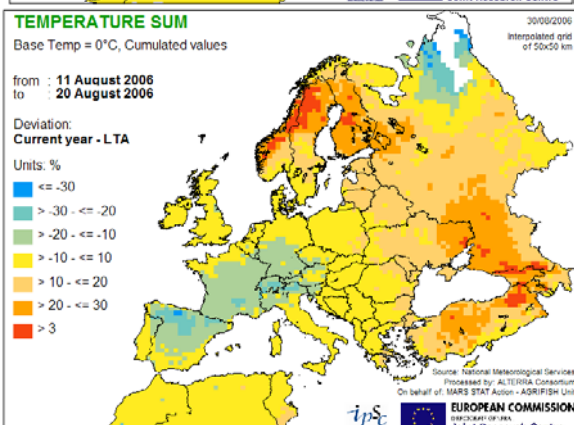 TEMPERATURE SUM
Base Temp = 0°C, Cumulated values
30/08/2006
Interpolated grid
of 50x50 km
from : 11 August 2006
to : 20 August 2006
Deviation:
Current year - LTA
Units: %
<= -30
> -30 - <= -20
> -20 - <= -10
> -10 - <= 10
> 10 - <= 20
> 20 - <= 30
> 3
Source: National Meteorological Services
Processed by: ALTERRA Consortium
On behalf of: MARS STAT Action - AGRIFISH Unit
ipsc
EUROPEAN COMMISSION